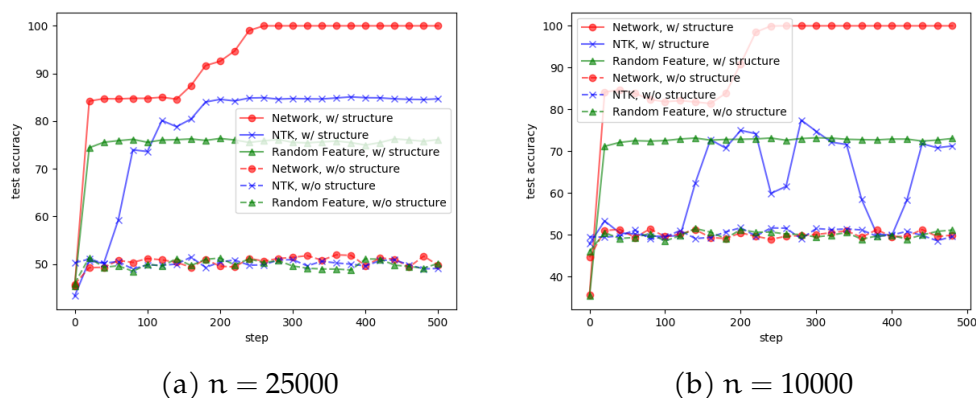 test accuracy
100
90
80
70
60
50
0
100
200
300
400
500
step
Network, w/ structure
NTK, w/ structure
Random Feature, w/ structure
Network, w/o structure
NTK, w/o structure
Random Feature, w/o structure
(a) n = 25000
test accuracy
100
90
80
70
60
50
40
0
100
200
300
400
500
step
Network, w/ structure
NTK, w/ structure
Random Feature, w/ structure
Network, w/o structure
NTK, w/o structure
Random Feature, w/o structure
(b) n = 10000